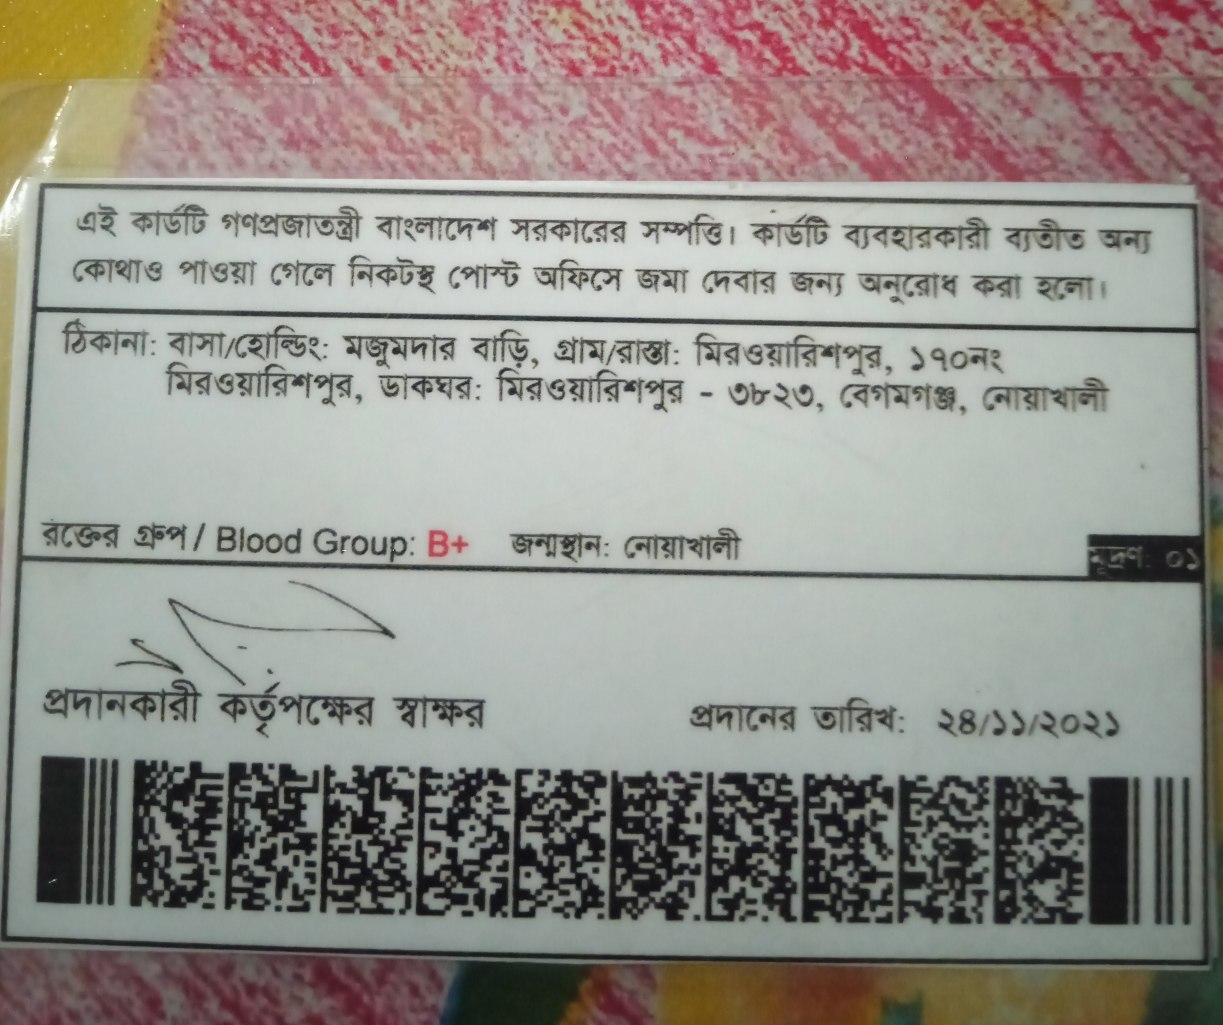 এই কার্ডটি গণপ্রজাতন্ত্রী বাংলাদেশ সরকারের সম্পত্তি। কার্ডটি ব্যবহারকারী ব্যতীত অন্য
কোথাও পাওয়া গেলে নিকটস্থ পোস্ট অফিসে জমা দেবার জন্য অনুরোধ করা হলো।
ঠিকানা: বাসা/হোল্ডিং: মজুমদার বাড়ি, গ্রাম/রাস্তা: মিরওয়ারিশপুর, ১৭০নং
মিরওয়ারিশপুর, ডাকঘর: মিরওয়ারিশপুর - ৩৮২৩, বেগমগঞ্জ, নোয়াখালী
রক্তের গ্রুপ / Blood Group: B+ জন্মস্থান: নোয়াখালী
মুদ্রণ: ০১
প্রদানকারী কর্তৃপক্ষের স্বাক্ষর প্রদানের তারিখ: ২৪/১১/২০২১